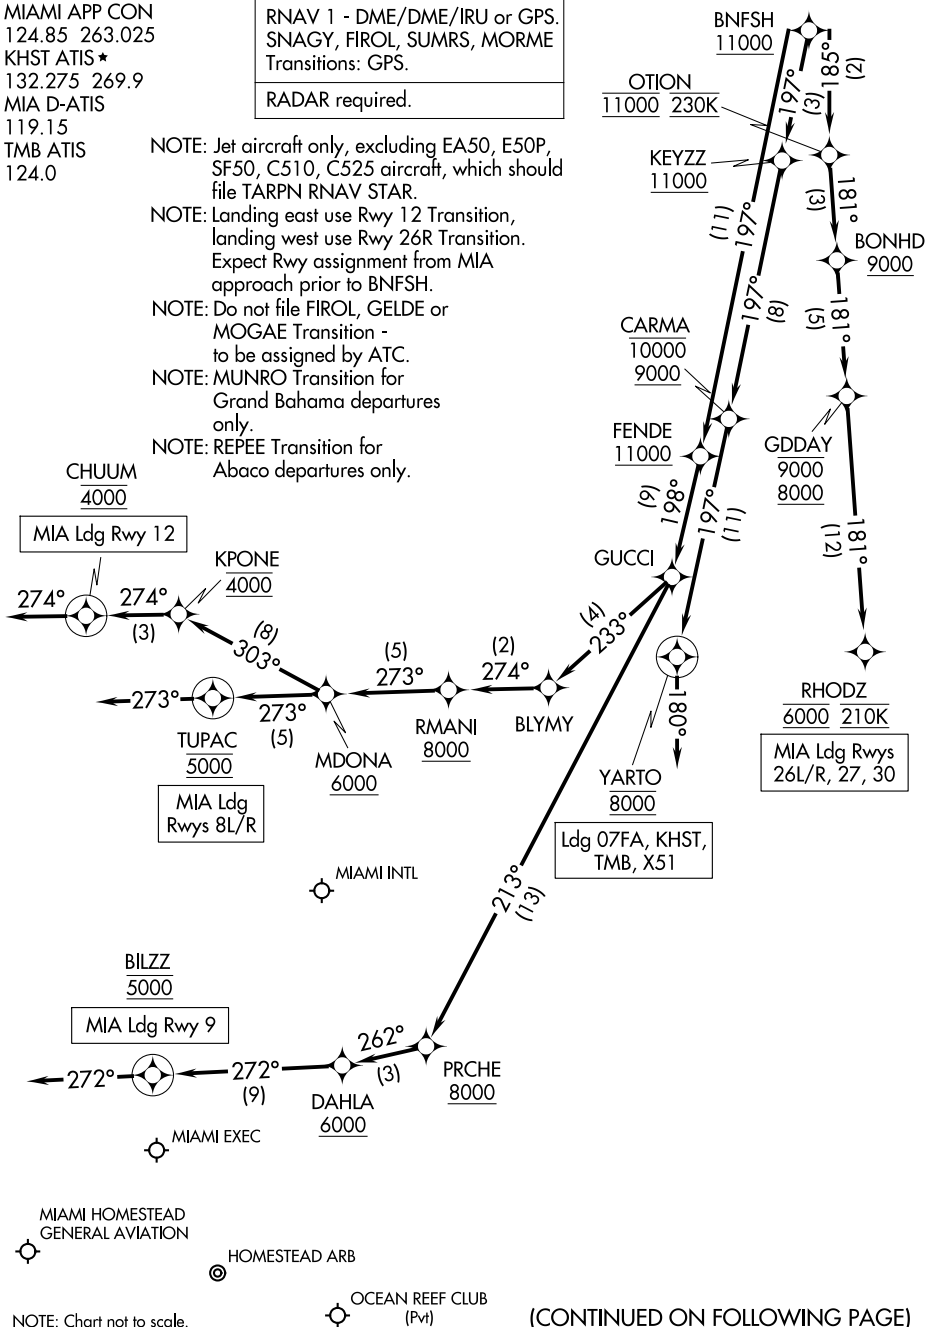 MIAMI APP CON
124.85 263.025
KHST ATIS★
132.275 269.9
MIA D-ATIS
119.15
TMB ATIS
124.0
RNAV 1 - DME/DME/IRU or GPS.
SNAGY, FIROL, SUMRS, MORME
Transitions: GPS.
RADAR required.
NOTE: Jet aircraft only, excluding EA50, E50P,
SF50, C510, C525 aircraft, which should
file TARPN RNAV STAR.
NOTE: Landing east use Rwy 12 Transition,
landing west use Rwy 26R Transition.
Expect Rwy assignment from MIA
approach prior to BNFSH.
NOTE: Do not file FIROL, GELDE or
MOGAE Transition -
to be assigned by ATC.
NOTE: MUNRO Transition for
Grand Bahama departures
only.
NOTE: REPEE Transition for
Abaco departures only.
BNFSH
11000
197°
(3)
185°
(2)
OTION
11000 230K
KEYZZ
11000
(11)
197°
181°
(3)
BONHD
9000
197°
(8)
181°
(5)
CARMA
10000
9000
FENDE
11000
GDDAY
9000
8000
(9)
198°
197°
(11)
181°
(12)
GUCCI
CHUUM
4000
MIA Ldg Rwy 12
KPONE
4000
274°
274°
(3)
(8)
303°
(5)
273°
(2)
274°
(4)
233°
273°
273°
(5)
TUPAC
5000
MIA Ldg
Rwys 8L/R
MDONA
6000
RMANI
8000
BLYMY
180°
YARTO
8000
Ldg 07FA, KHST,
TMB, X51
RHODZ
6000 210K
MIA Ldg Rwys
26L/R, 27, 30
MIAMI INTL
213°
(13)
BILZZ
5000
MIA Ldg Rwy 9
272°
272°
(9)
262°
(3)
DAHLA
6000
PRCHE
8000
MIAMI EXEC
MIAMI HOMESTEAD
GENERAL AVIATION
HOMESTEAD ARB
OCEAN REEF CLUB
(Pvt)
NOTE: Chart not to scale.
(CONTINUED ON FOLLOWING PAGE)